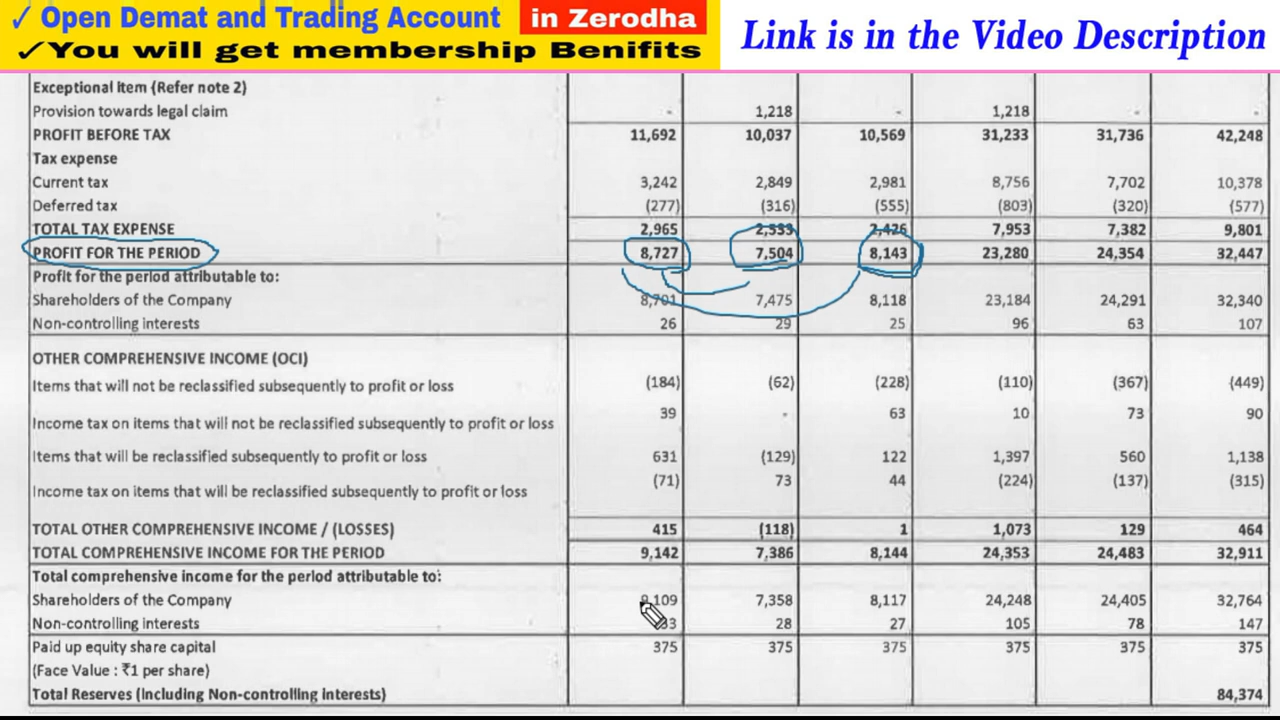 ✓ Open Demat and Trading Account in Zerodha
✓You will get membership Benifits
Link is in the Video Description
Exceptional Item (Refer note 2)
Provision towards legal claim - 1,218 - 1,218 - -
PROFIT BEFORE TAX 11,692 10,037 10,569 31,233 31,736 42,248
Tax expense
Current tax 3,242 2,849 2,981 8,756 7,702 10,378
Deferred tax (277) (316) (555) (803) (320) (577)
TOTAL TAX EXPENSE 2,965 2,533 2,426 7,953 7,382 9,801
PROFIT FOR THE PERIOD 8,727 7,504 8,143 23,280 24,354 32,447
Profit for the period attributable to:
Shareholders of the Company 8,701 7,475 8,118 23,184 24,291 32,340
Non-controlling interests 26 29 25 96 63 107
OTHER COMPREHENSIVE INCOME (OCI)
Items that will not be reclassified subsequently to profit or loss (184) (62) (228) (110) (367) (449)
Income tax on items that will not be reclassified subsequently to profit or loss 39 - 63 10 73 90
Items that will be reclassified subsequently to profit or loss 631 (129) 122 1,397 560 1,138
Income tax on items that will be reclassified subsequently to profit or loss (71) 73 44 (224) (137) (315)
TOTAL OTHER COMPREHENSIVE INCOME / (LOSSES) 415 (118) 1 1,073 129 464
TOTAL COMPREHENSIVE INCOME FOR THE PERIOD 9,142 7,386 8,144 24,353 24,483 32,911
Total comprehensive income for the period attributable to:
Shareholders of the Company 9,109 7,358 8,117 24,248 24,405 32,764
Non-controlling interests 28 27 105 78 147
Paid up equity share capital 375 375 375 375 375 375
(Face Value : ₹1 per share)
Total Reserves (Including Non-controlling Interests) 84,374